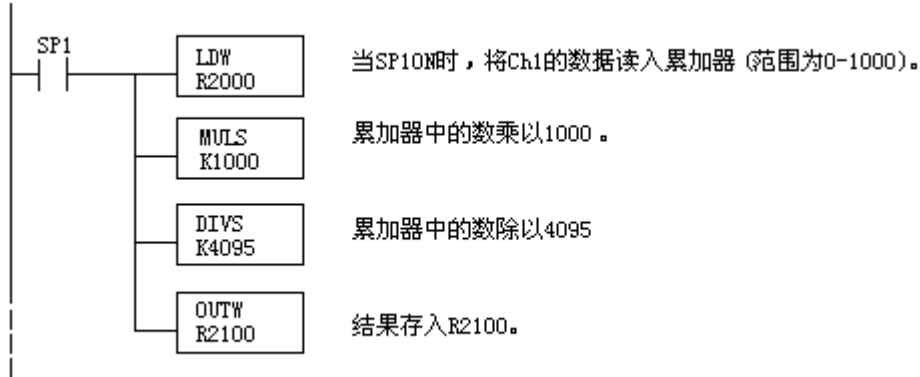 SP1
LDW
R2000
当SP1ON时，将Ch1的数据读入累加器 (范围为0-1000)。
MULS
K1000
累加器中的数乘以1000。
DIVS
K4095
累加器中的数除以4095
OUTW
R2100
结果存入R2100。